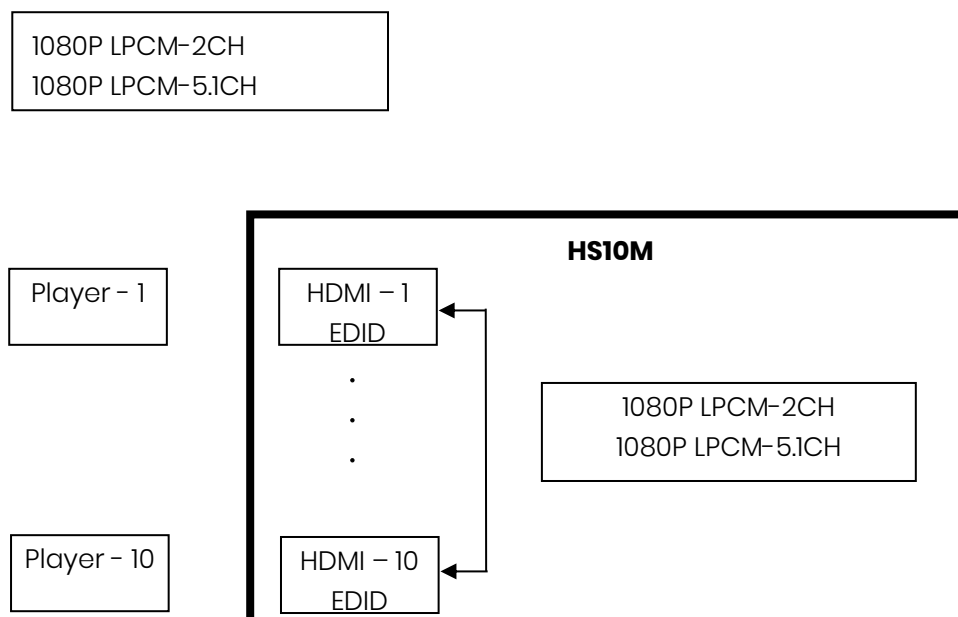 1080P LPCM-2CH
1080P LPCM-5.1CH
HS10M
Player - 1
HDMI – 1
EDID
1080P LPCM-2CH
1080P LPCM-5.1CH
Player - 10
HDMI – 10
EDID